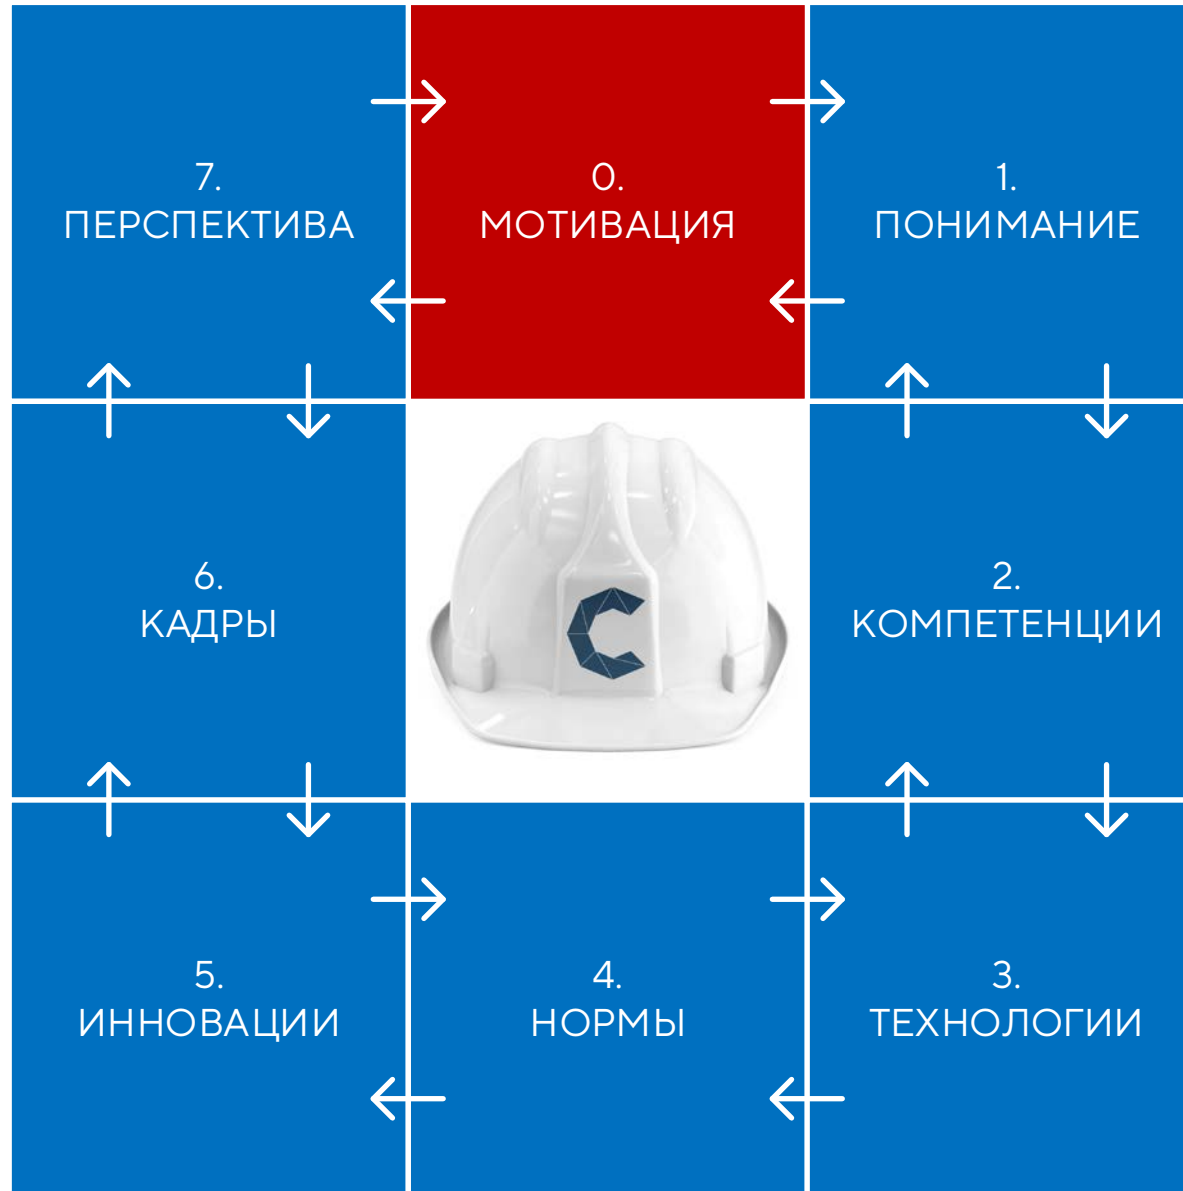 7.
ПЕРСПЕКТИВА
0.
МОТИВАЦИЯ
1.
ПОНИМАНИЕ
6.
КАДРЫ
C
2.
КОМПЕТЕНЦИИ
5.
ИННОВАЦИИ
4.
НОРМЫ
3.
ТЕХНОЛОГИИ